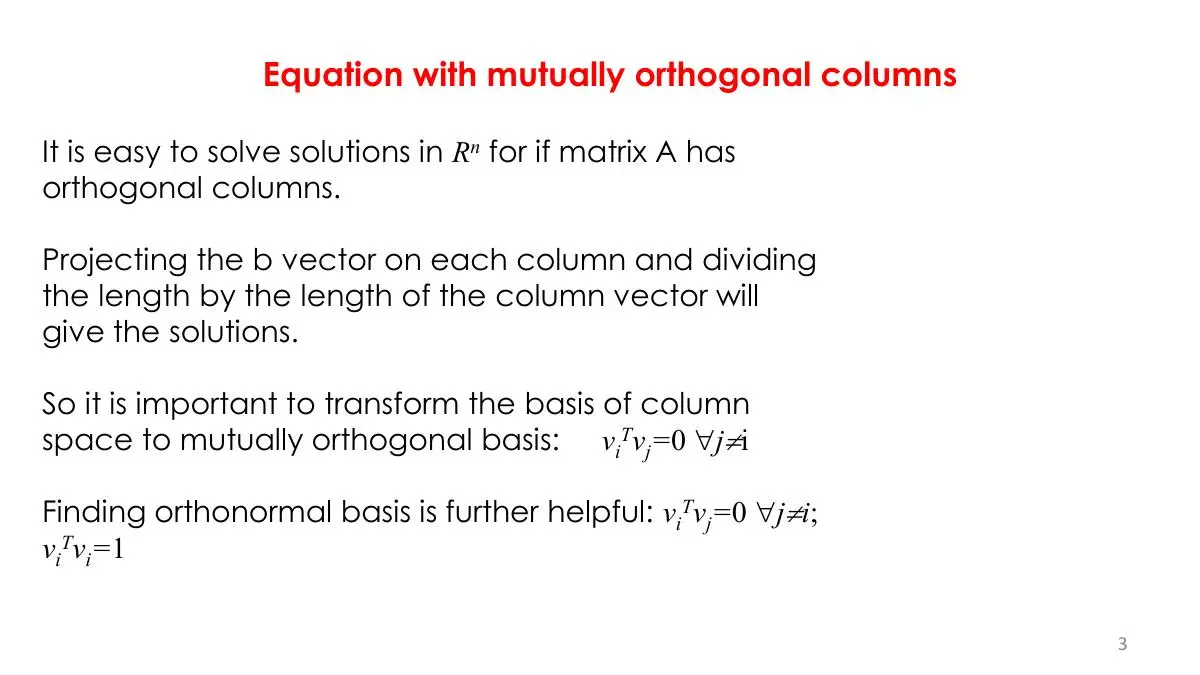 Equation with mutually orthogonal columns
It is easy to solve solutions in Rⁿ for if matrix A has
orthogonal columns.
Projecting the b vector on each column and dividing
the length by the length of the column vector will
give the solutions.
So it is important to transform the basis of column
space to mutually orthogonal basis: vᵢᵀvⱼ=0 ∀j≠i
Finding orthonormal basis is further helpful: vᵢᵀvⱼ=0 ∀j≠i;
vᵢᵀvᵢ=1
3